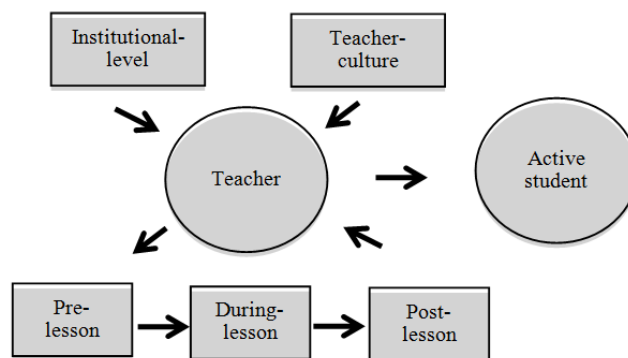 Institutional-
level
Teacher-
culture
Teacher
Active
student
Pre-
lesson
During-
lesson
Post-
lesson